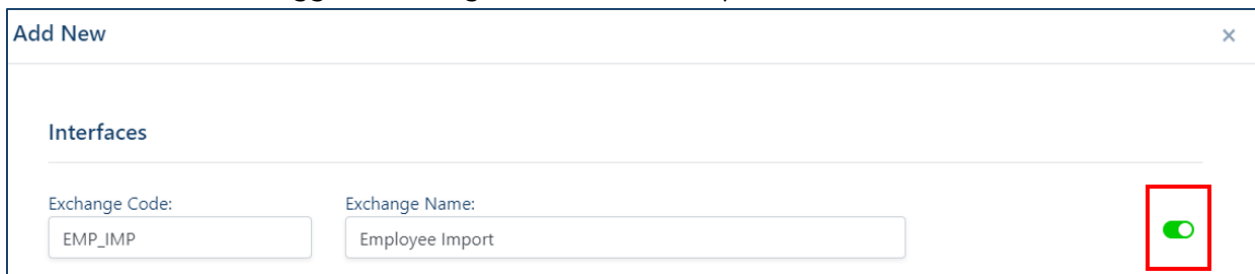 Add New ×
Interfaces
Exchange Code: Exchange Name:
EMP_IMP Employee Import